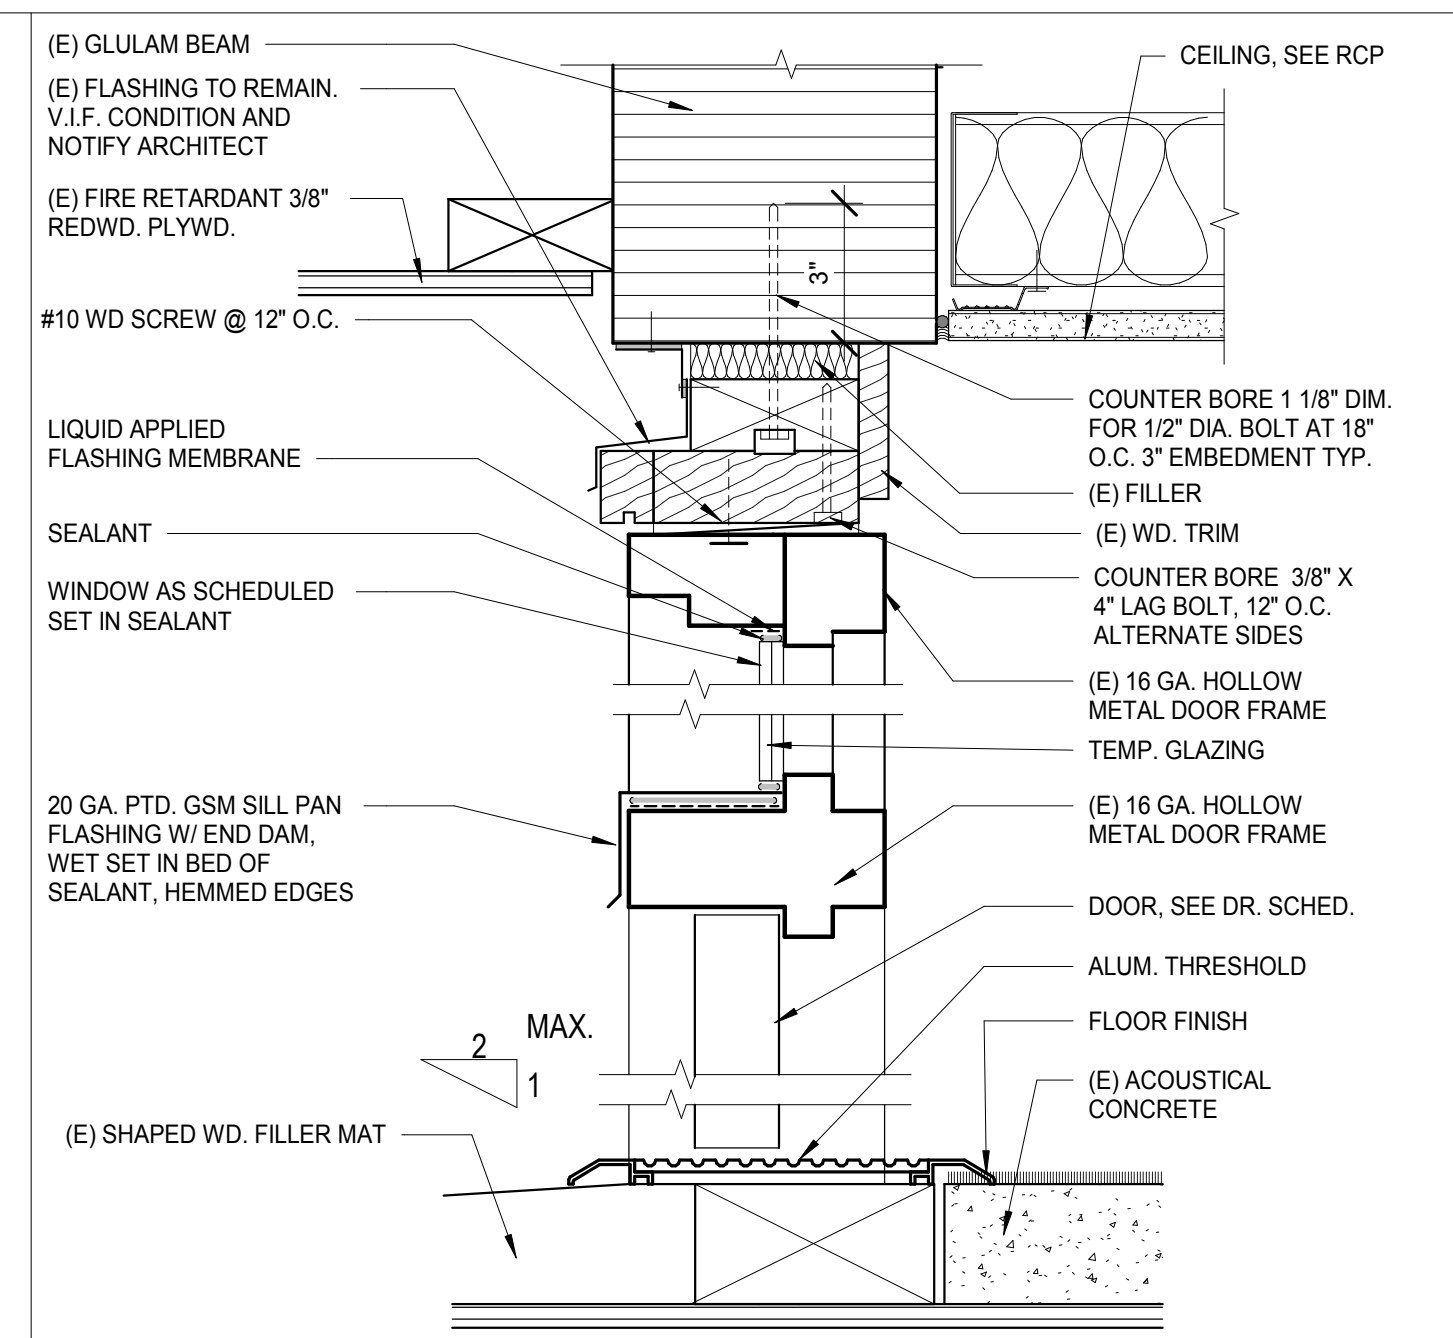 (E) GLULAM BEAM
(E) FLASHING TO REMAIN.
V.I.F. CONDITION AND
NOTIFY ARCHITECT
(E) FIRE RETARDANT 3/8"
REDWD. PLYWD.
#10 WD SCREW @ 12" O.C.
LIQUID APPLIED
FLASHING MEMBRANE
SEALANT
WINDOW AS SCHEDULED
SET IN SEALANT
20 GA. PTD. GSM SILL PAN
FLASHING W/ END DAM,
WET SET IN BED OF
SEALANT, HEMMED EDGES
MAX.
2
1
(E) SHAPED WD. FILLER MAT
3"
CEILING, SEE RCP
COUNTER BORE 1 1/8" DIM.
FOR 1/2" DIA. BOLT AT 18"
O.C. 3" EMBEDMENT TYP.
(E) FILLER
(E) WD. TRIM
COUNTER BORE 3/8" X
4" LAG BOLT, 12" O.C.
ALTERNATE SIDES
(E) 16 GA. HOLLOW
METAL DOOR FRAME
TEMP. GLAZING
(E) 16 GA. HOLLOW
METAL DOOR FRAME
DOOR, SEE DR. SCHED.
ALUM. THRESHOLD
FLOOR FINISH
(E) ACOUSTICAL
CONCRETE